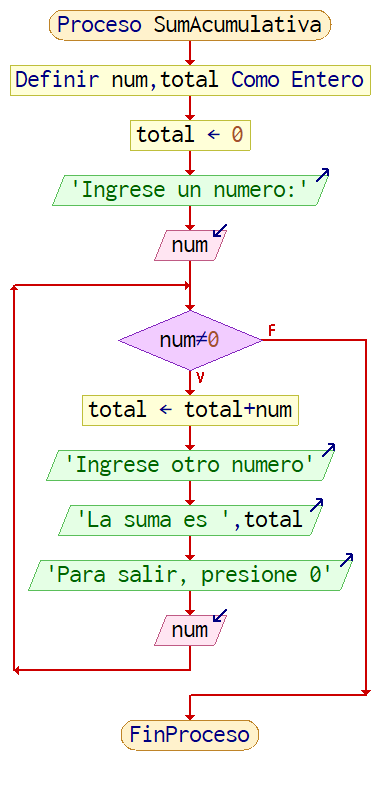 Proceso SumAcumulativa
Definir num,total Como Entero
total ← 0
'Ingrese un numero:'
num
num≠0
F
V
total ← total+num
'Ingrese otro numero'
'La suma es ',total
'Para salir, presione 0'
num
FinProceso